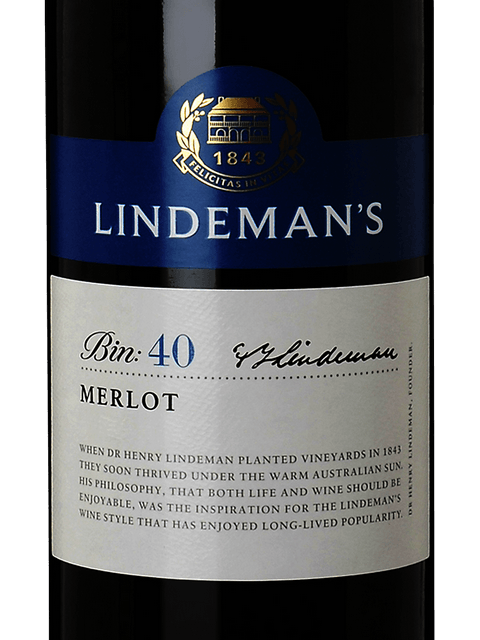 1843
FELICITAS IN
LINDEMAN'S
Bin: 40
Lindeman
MERLOT
WHEN DR HENRY LINDEMAN PLANTED VINEYARDS IN 1843
THEY SOON THRIVED UNDER THE WARM AUSTRALIAN SUN.
HIS PHILOSOPHY, THAT BOTH LIFE AND WINE SHOULD BE
ENJOYABLE, WAS THE INSPIRATION FOR THE LINDEMAN'S
WINE STYLE THAT HAS ENJOYED LONG-LIVED POPULARITY.
DR HENRY LINDEMAN, FOUNDER.